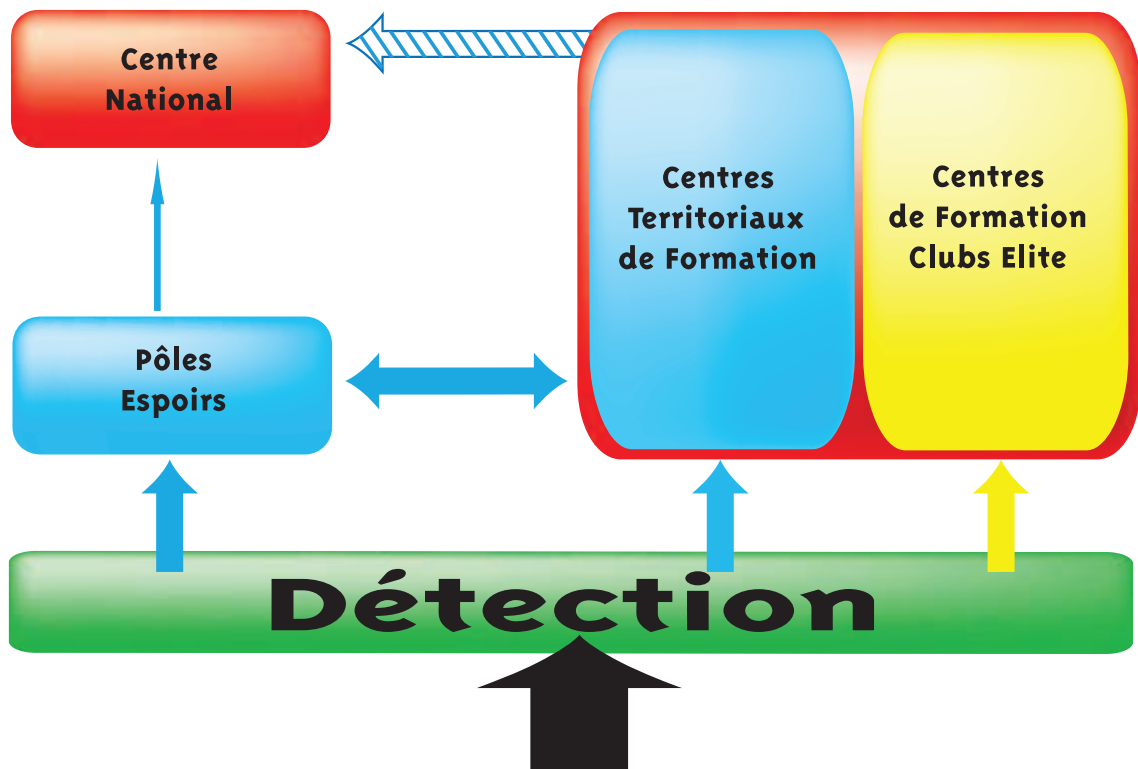 Centre
National
Centres
Territoriaux
de Formation
Centres
de Formation
Clubs Elite
Pôles
Espoirs
Détection